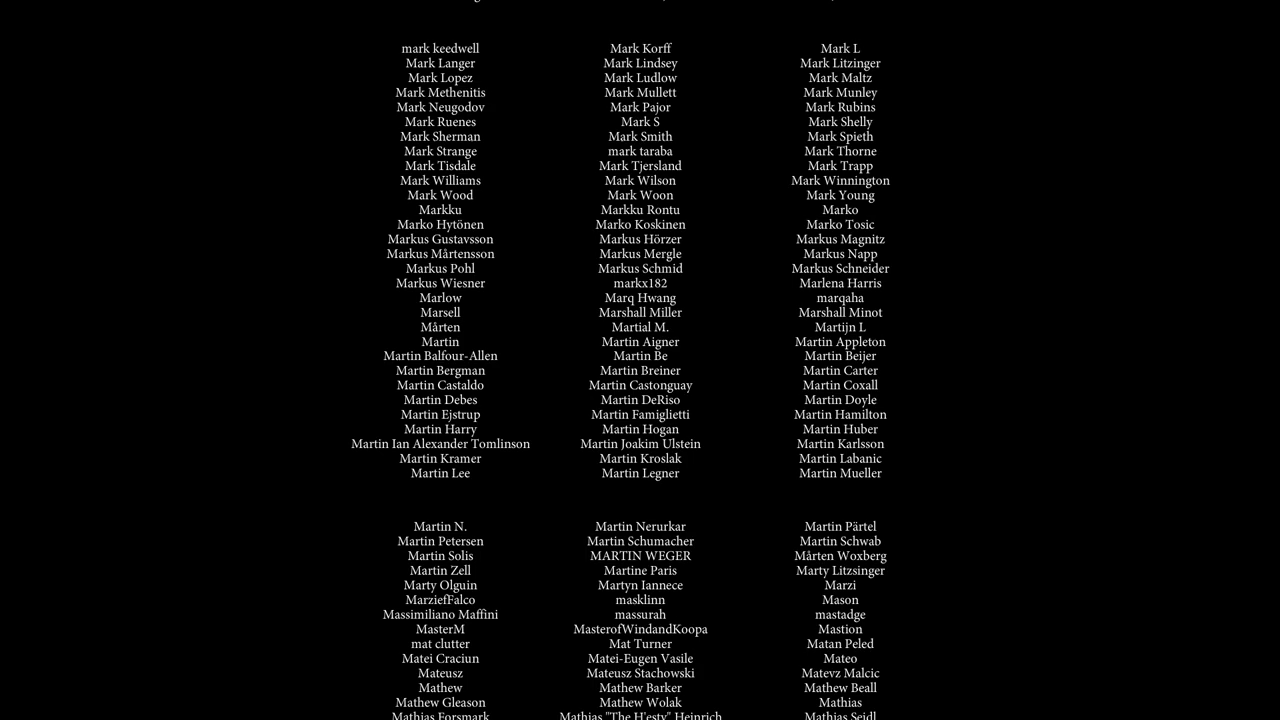 mark keedwell Mark Korff Mark L
Mark Langer Mark Lindsey Mark Litzinger
Mark Lopez Mark Ludlow Mark Maltz
Mark Methenitis Mark Mullett Mark Munley
Mark Neugodov Mark Pajor Mark Rubins
Mark Ruenes Mark S Mark Shelly
Mark Sherman Mark Smith Mark Spieth
Mark Strange mark taraba Mark Thorne
Mark Tisdale Mark Tjersland Mark Trapp
Mark Williams Mark Wilson Mark Winnington
Mark Wood Mark Woon Mark Young
Markku Markku Rontu Marko
Marko Hytönen Marko Koskinen Marko Tosic
Markus Gustavsson Markus Hörzer Markus Magnitz
Markus Mårtensson Markus Mergle Markus Napp
Markus Pohl Markus Schmid Markus Schneider
Markus Wiesner markx182 Marlena Harris
Marlow Marq Hwang marqaha
Marsell Marshall Miller Marshall Minot
Mårten Martial M. Martijn L
Martin Martin Aigner Martin Appleton
Martin Balfour-Allen Martin Be Martin Beijer
Martin Bergman Martin Breiner Martin Carter
Martin Castaldo Martin Castonguay Martin Coxall
Martin Debes Martin DeRiso Martin Doyle
Martin Ejstrup Martin Famiglietti Martin Hamilton
Martin Harry Martin Hogan Martin Huber
Martin Ian Alexander Tomlinson Martin Joakim Ulstein Martin Karlsson
Martin Kramer Martin Kroslak Martin Labanic
Martin Lee Martin Legner Martin Mueller
Martin N. Martin Nerurkar Martin Pärtel
Martin Petersen Martin Schumacher Martin Schwab
Martin Solis MARTIN WEGER Mårten Woxberg
Martin Zell Martine Paris Marty Litzsinger
Marty Olguin Martyn Iannece Marzi
MarziefFalco masklinn Mason
Massimiliano Maffini massurah mastadge
MasterM MasterofWindandKoopa Mastion
mat clutter Mat Turner Matan Peled
Matei Craciun Matei-Eugen Vasile Mateo
Mateusz Mateusz Stachowski Matevz Malcic
Mathew Mathew Barker Mathew Beall
Mathew Gleason Mathew Wolak Mathias
Mathias Forsmark Mathias "The H'esty" Heinrich Mathias Seidl